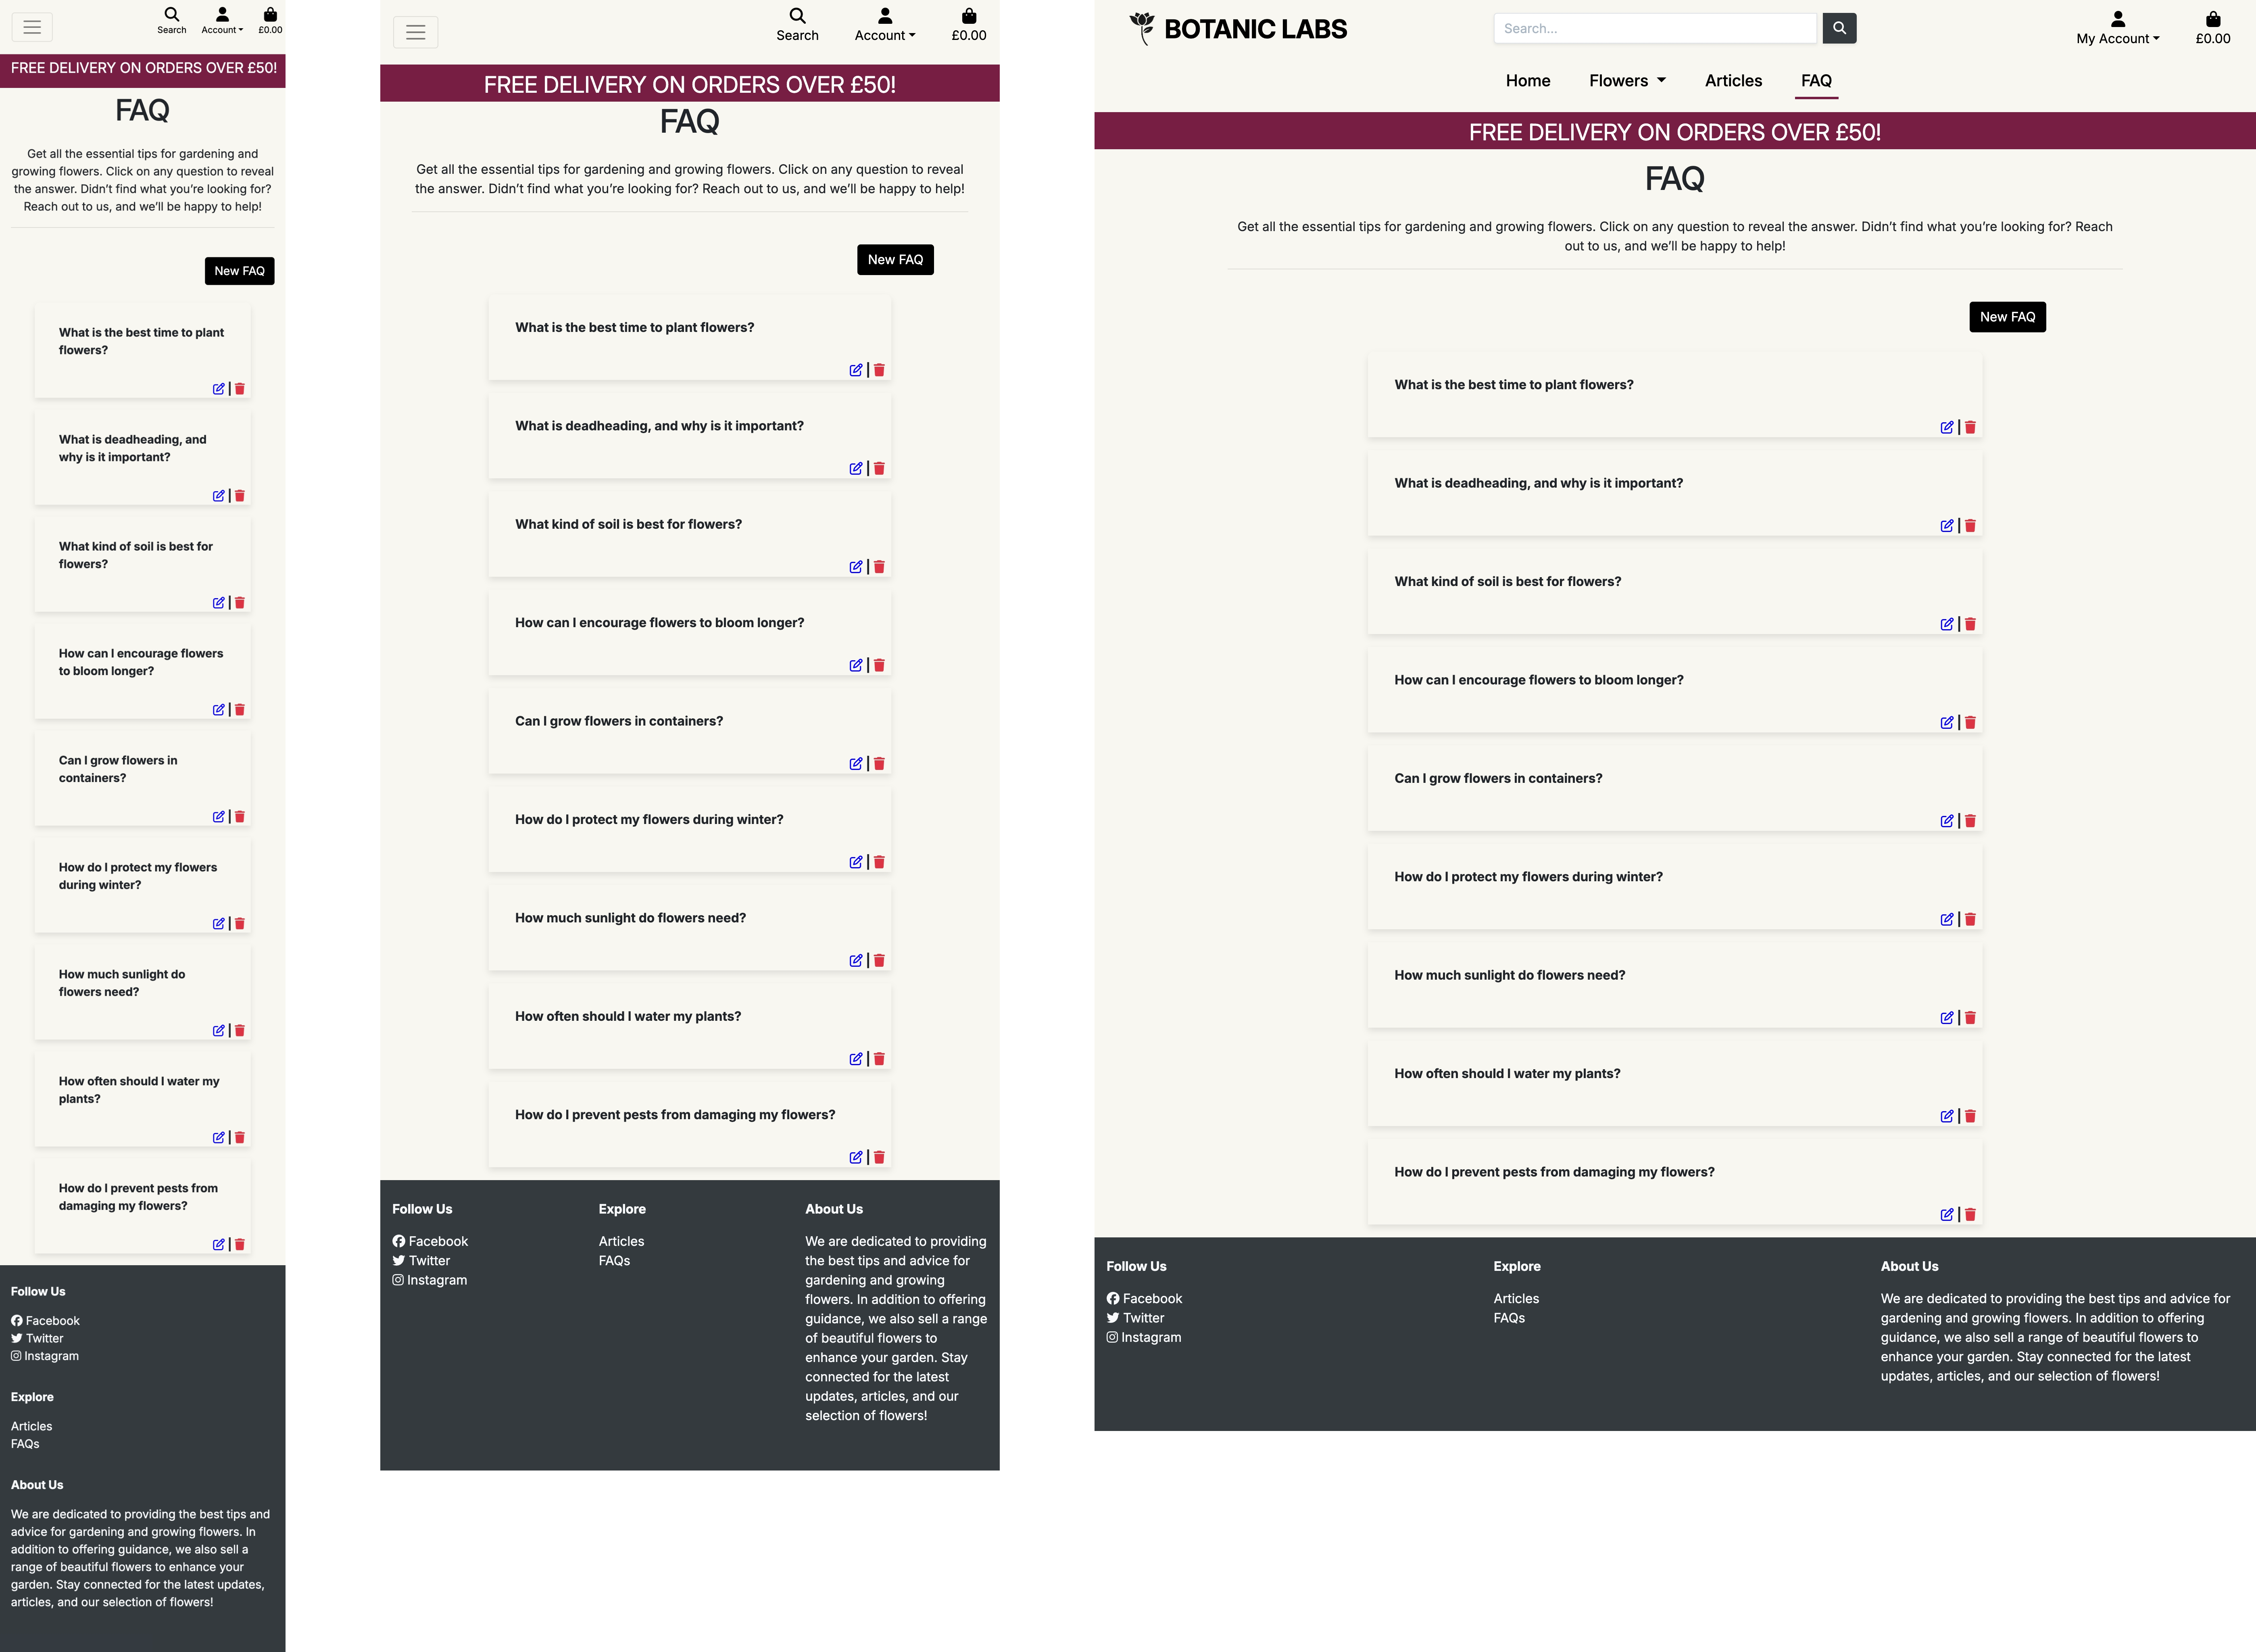 Search
Account
£0.00
FREE DELIVERY ON ORDERS OVER £50!
FAQ
Get all the essential tips for gardening and
growing flowers. Click on any question to reveal
the answer. Didn’t find what you’re looking for?
Reach out to us, and we’ll be happy to help!
New FAQ
What is the best time to plant
flowers?
What is deadheading, and
why is it important?
What kind of soil is best for
flowers?
How can I encourage flowers
to bloom longer?
Can I grow flowers in
containers?
How do I protect my flowers
during winter?
How much sunlight do
flowers need?
How often should I water my
plants?
How do I prevent pests from
damaging my flowers?
Follow Us
Facebook
Twitter
Instagram
Explore
Articles
FAQs
About Us
We are dedicated to providing the best tips and
advice for gardening and growing flowers. In
addition to offering guidance, we also sell a
range of beautiful flowers to enhance your
garden. Stay connected for the latest updates,
articles, and our selection of flowers!
Search
Account
£0.00
FREE DELIVERY ON ORDERS OVER £50!
FAQ
Get all the essential tips for gardening and growing flowers. Click on any question to reveal
the answer. Didn’t find what you’re looking for? Reach out to us, and we’ll be happy to help!
New FAQ
What is the best time to plant flowers?
What is deadheading, and why is it important?
What kind of soil is best for flowers?
How can I encourage flowers to bloom longer?
Can I grow flowers in containers?
How do I protect my flowers during winter?
How much sunlight do flowers need?
How often should I water my plants?
How do I prevent pests from damaging my flowers?
Follow Us
Facebook
Twitter
Instagram
Explore
Articles
FAQs
About Us
We are dedicated to providing
the best tips and advice for
gardening and growing
flowers. In addition to offering
guidance, we also sell a range
of beautiful flowers to
enhance your garden. Stay
connected for the latest
updates, articles, and our
selection of flowers!
BOTANIC LABS
Search...
My Account
£0.00
Home
Flowers
Articles
FAQ
FREE DELIVERY ON ORDERS OVER £50!
FAQ
Get all the essential tips for gardening and growing flowers. Click on any question to reveal the answer. Didn’t find what you’re looking for? Reach
out to us, and we’ll be happy to help!
New FAQ
What is the best time to plant flowers?
What is deadheading, and why is it important?
What kind of soil is best for flowers?
How can I encourage flowers to bloom longer?
Can I grow flowers in containers?
How do I protect my flowers during winter?
How much sunlight do flowers need?
How often should I water my plants?
How do I prevent pests from damaging my flowers?
Follow Us
Facebook
Twitter
Instagram
Explore
Articles
FAQs
About Us
We are dedicated to providing the best tips and advice for
gardening and growing flowers. In addition to offering
guidance, we also sell a range of beautiful flowers to
enhance your garden. Stay connected for the latest
updates, articles, and our selection of flowers!